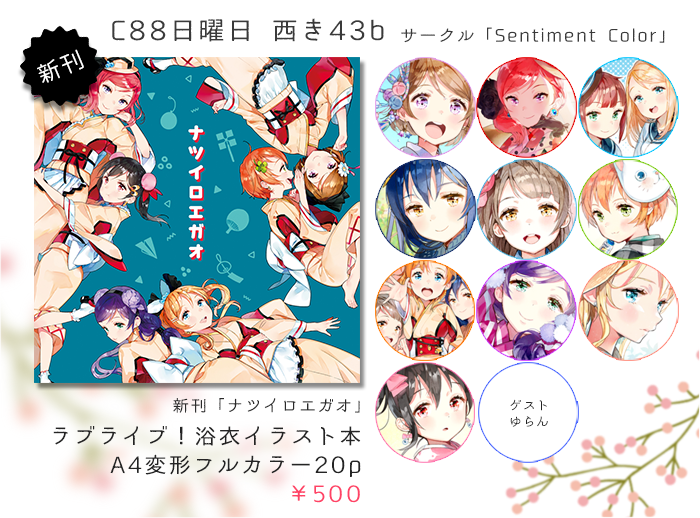 C88日曜日 西き43b サークル「Sentiment Color」
新刊
ナツイロエガオ
新刊「ナツイロエガオ」
ラブライブ！浴衣イラスト本
A4変形フルカラー20p
￥500
ゲスト
ゆらん